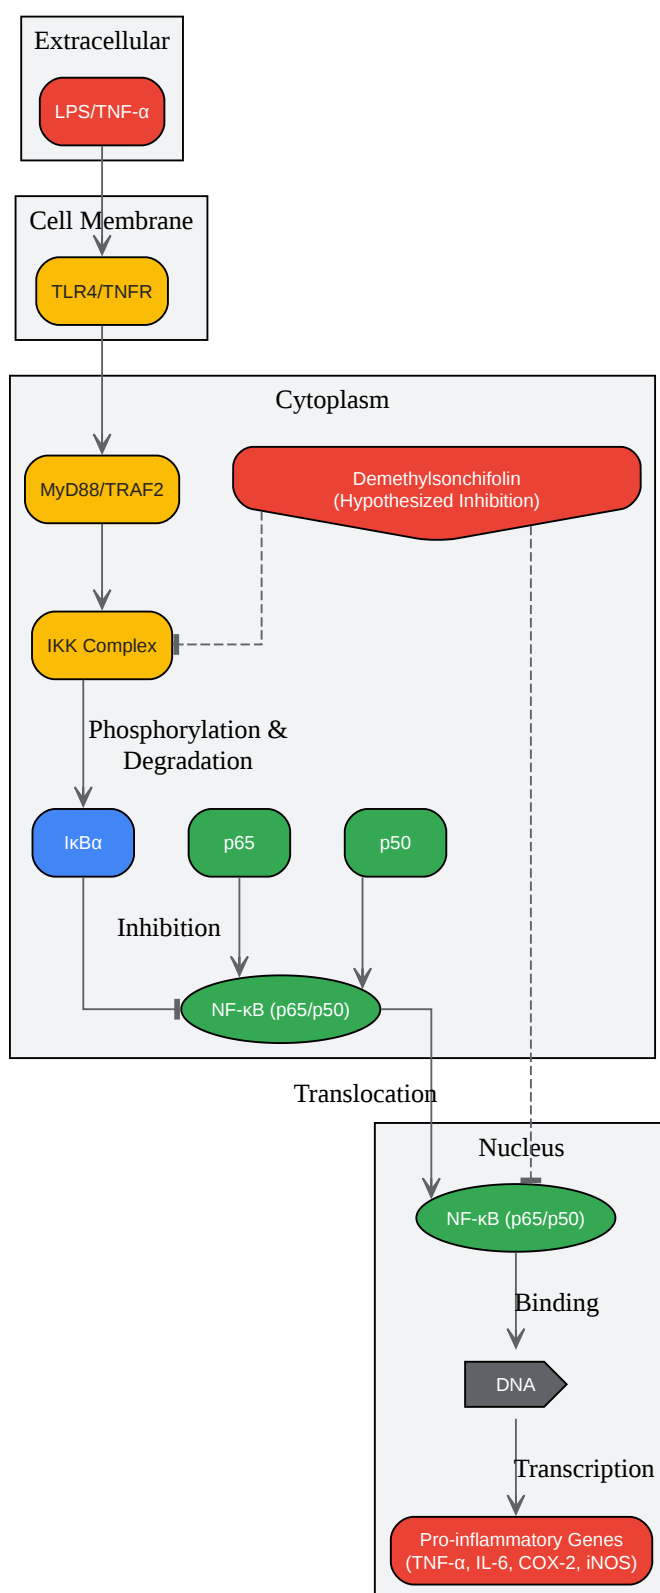 Extracellular
LPS/TNF-α
Cell Membrane
TLR4/TNFR
Cytoplasm
MyD88/TRAF2
Demethylsonchifolin
(Hypothesized Inhibition)
IKK Complex
Phosphorylation &
Degradation
IκBα
p65
p50
Inhibition
NF-κB (p65/p50)
Translocation
Nucleus
NF-κB (p65/p50)
Binding
DNA
Transcription
Pro-inflammatory Genes
(TNF-α, IL-6, COX-2, iNOS)